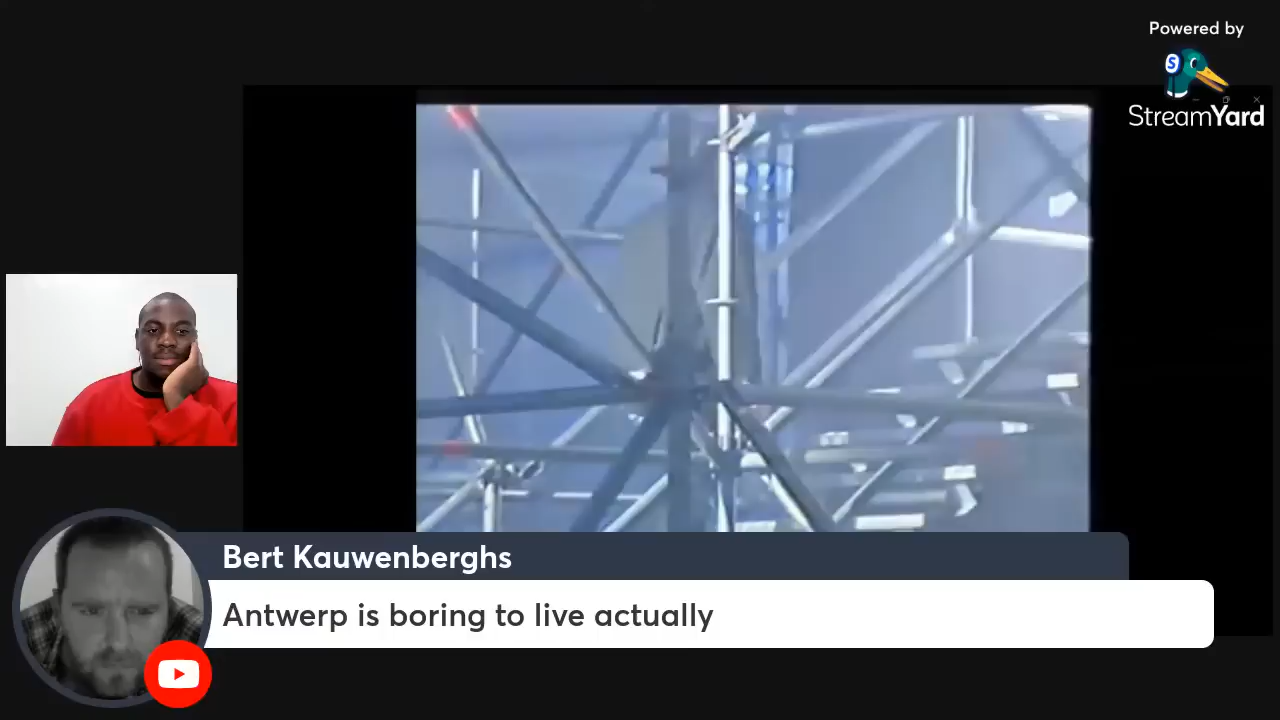 Powered by
S
StreamYard
Bert Kauwenberghs
Antwerp is boring to live actually